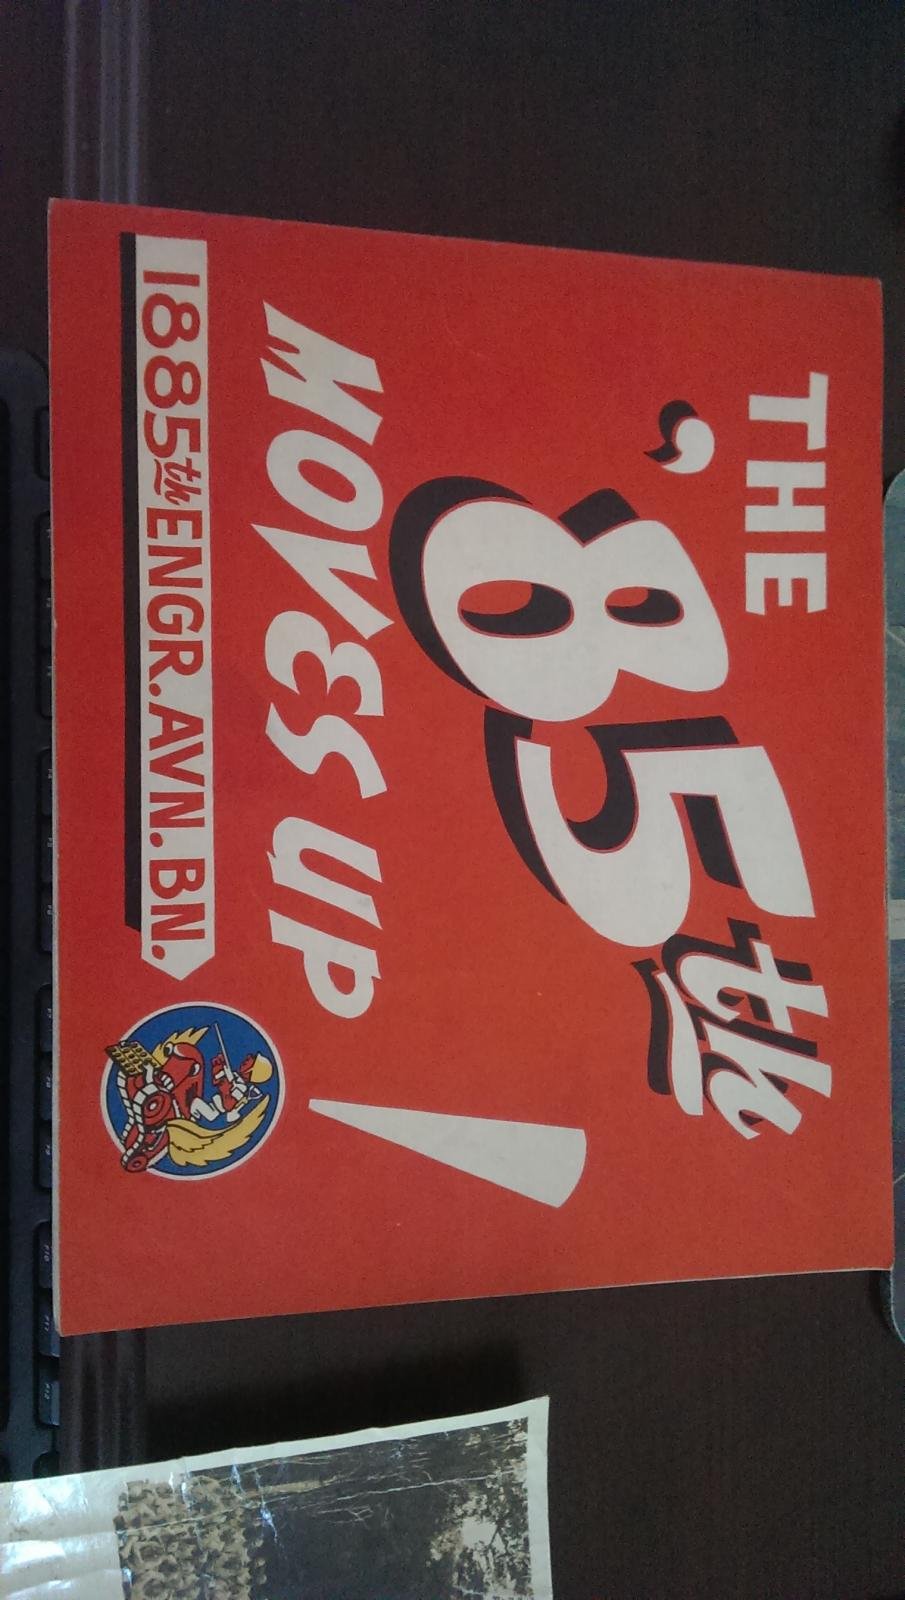 THE
'85th
MOVES UP!
1885th ENGR. AVN. BN.